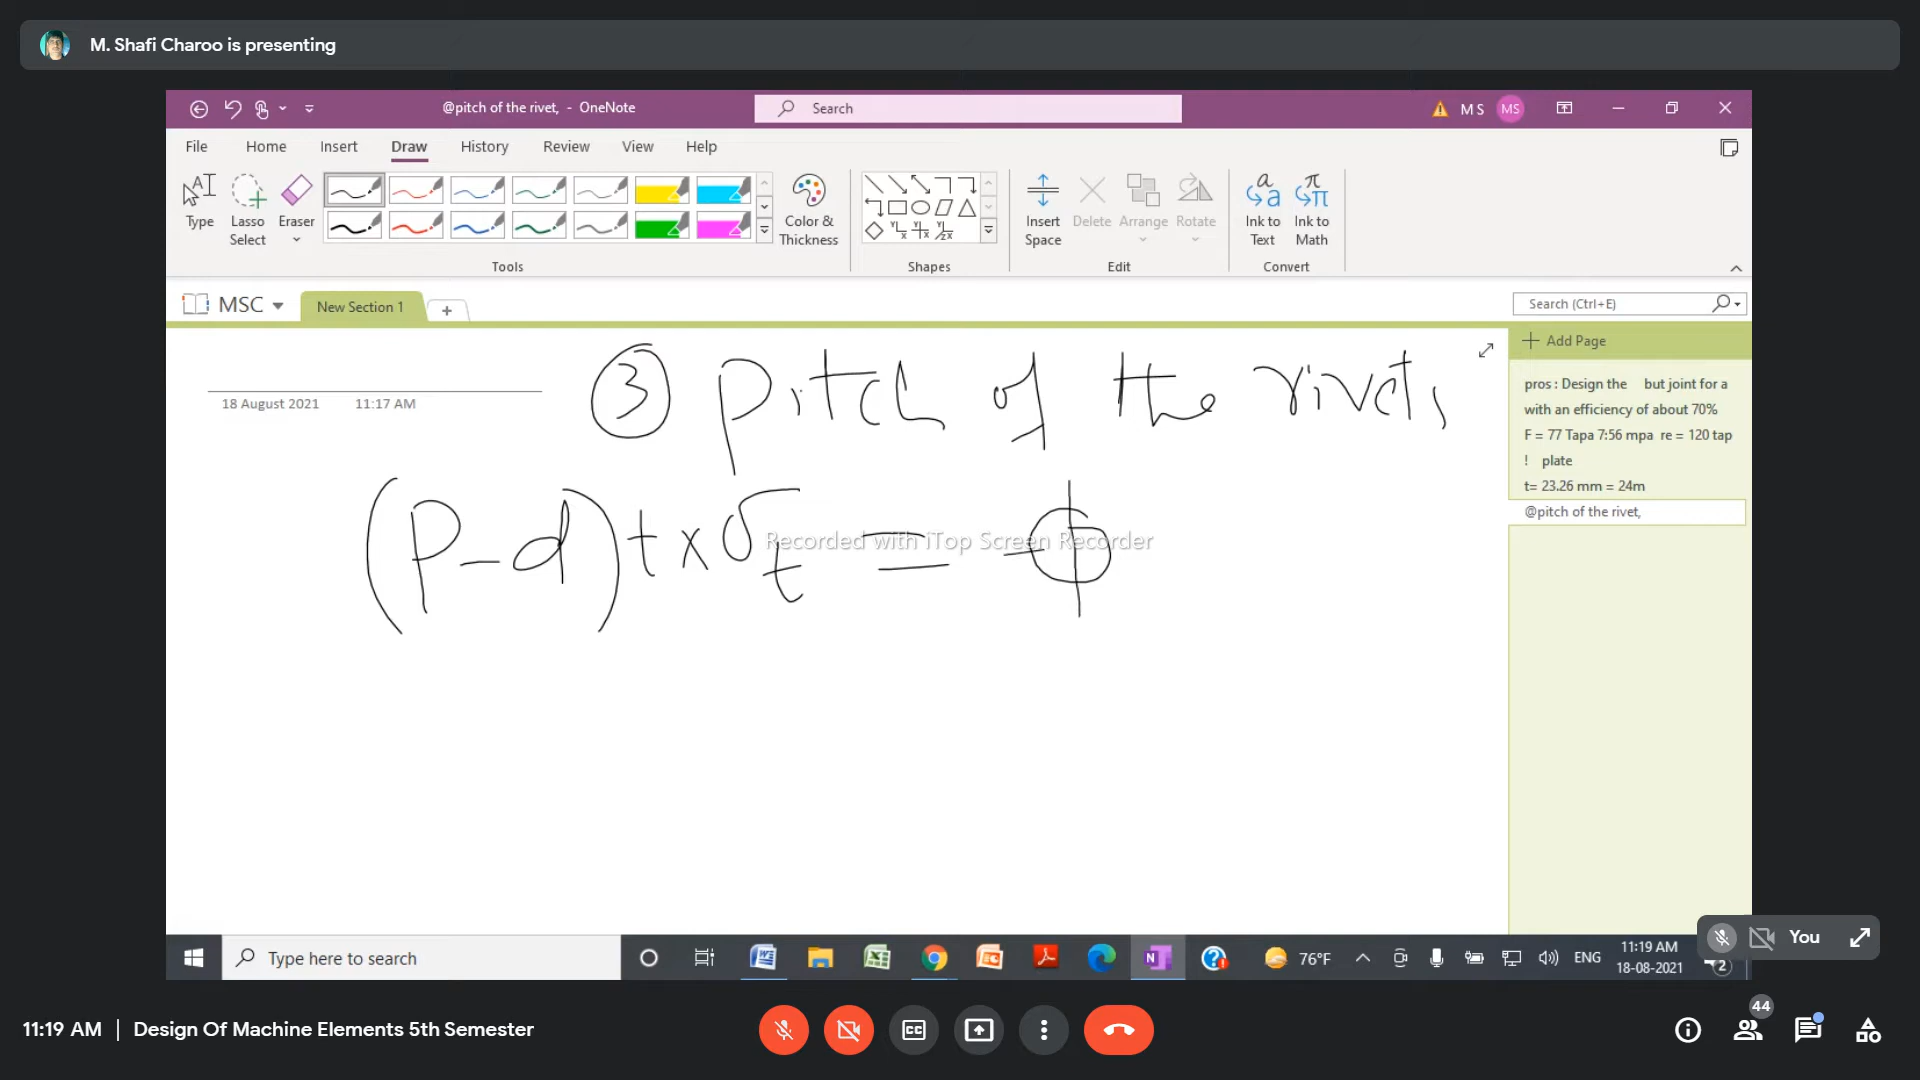 M. Shafi Charoo is presenting
@pitch of the rivet, - OneNote
Search
M S
MS
File Home Insert Draw History Review View Help
Type
Lasso Select
Eraser
Color & Thickness
Insert Space
Delete
Arrange
Rotate
Ink to Text
Ink to Math
Tools
Shapes
Edit
Convert
MSC
New Section 1
Search (Ctrl+E)
Add Page
pros : Design the but joint for a
with an efficiency of about 70%
F = 77 Tapa 7:56 mpa re = 120 tap
! plate
t= 23.26 mm = 24m
@pitch of the rivet,
18 August 2021 11:17 AM
③ Pitch of the rivets,
(P-d)t×σt = ϕ
Recorded with iTop Screen Recorder
Type here to search
76°F
ENG
11:19 AM
18-08-2021
2
You
11:19 AM | Design Of Machine Elements 5th Semester
CC
44